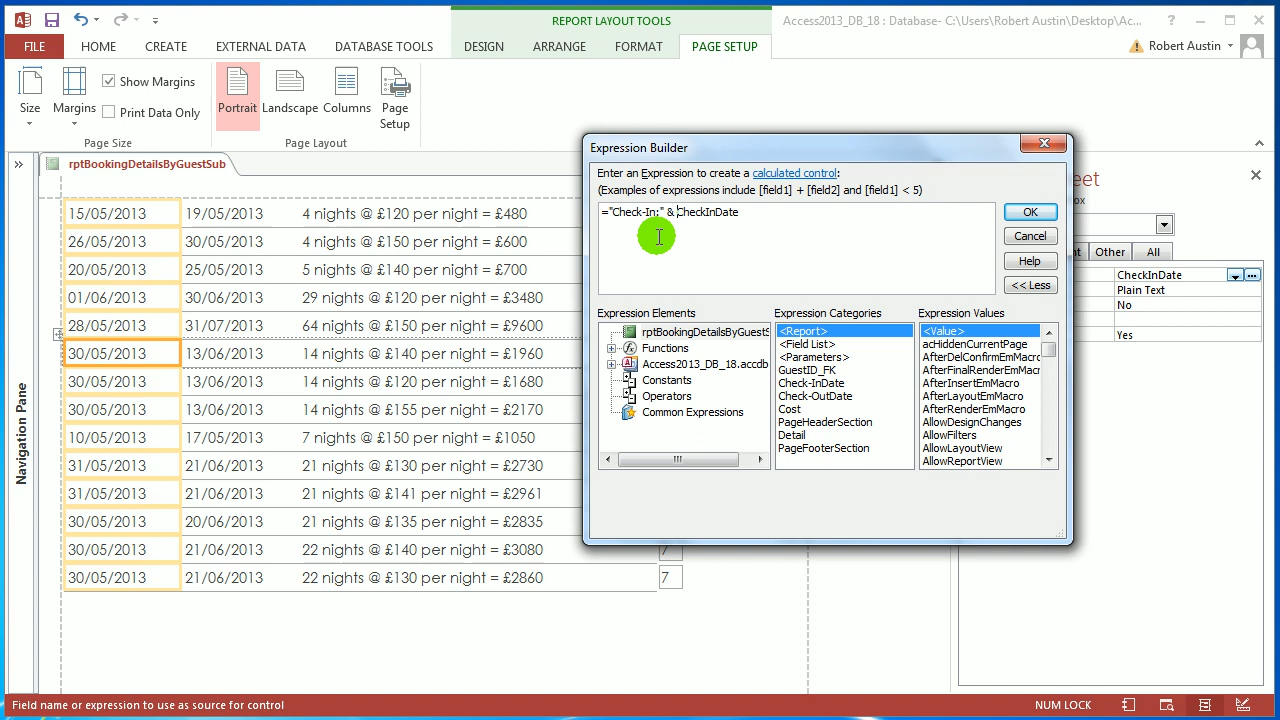 REPORT LAYOUT TOOLS
Access2013_DB_18 : Database- C:\Users\Robert Austin\Desktop\Ac...
FILE HOME CREATE EXTERNAL DATA DATABASE TOOLS DESIGN ARRANGE FORMAT PAGE SETUP Robert Austin
Show Margins
Print Data Only
Size Margins Portrait Landscape Columns Page Setup
Page Size Page Layout
rptBookingDetailsByGuestSub
Navigation Pane
15/05/2013 19/05/2013 4 nights @ £120 per night = £480
26/05/2013 30/05/2013 4 nights @ £150 per night = £600
20/05/2013 25/05/2013 5 nights @ £140 per night = £700
01/06/2013 30/06/2013 29 nights @ £120 per night = £3480
28/05/2013 31/07/2013 64 nights @ £150 per night = £9600
30/05/2013 13/06/2013 14 nights @ £140 per night = £1960
30/05/2013 13/06/2013 14 nights @ £120 per night = £1680
30/05/2013 13/06/2013 14 nights @ £155 per night = £2170
10/05/2013 17/05/2013 7 nights @ £150 per night = £1050
31/05/2013 21/06/2013 21 nights @ £130 per night = £2730
31/05/2013 21/06/2013 21 nights @ £141 per night = £2961
30/05/2013 20/06/2013 21 nights @ £135 per night = £2835
30/05/2013 21/06/2013 22 nights @ £140 per night = £3080 7
30/05/2013 21/06/2013 22 nights @ £130 per night = £2860 7
Expression Builder
Enter an Expression to create a calculated control:
(Examples of expressions include [field1] + [field2] and [field1] < 5)
="Check-In:" & CheckInDate
OK
Cancel
Help
<< Less
Expression Elements
rptBookingDetailsByGuestS
Functions
Access2013_DB_18.accdb
Constants
Operators
Common Expressions
Expression Categories
<Report>
<Field List>
<Parameters>
GuestID_FK
Check-InDate
Check-OutDate
Cost
PageHeaderSection
Detail
PageFooterSection
Expression Values
<Value>
acHiddenCurrentPage
AfterDelConfirmEmMacro
AfterFinalRenderEmMacr
AfterInsertEmMacro
AfterLayoutEmMacro
AfterRenderEmMacro
AllowDesignChanges
AllowFilters
AllowLayoutView
AllowReportView
eet
ox
nt Other All
CheckInDate
Plain Text
No
Yes
Field name or expression to use as source for control NUM LOCK